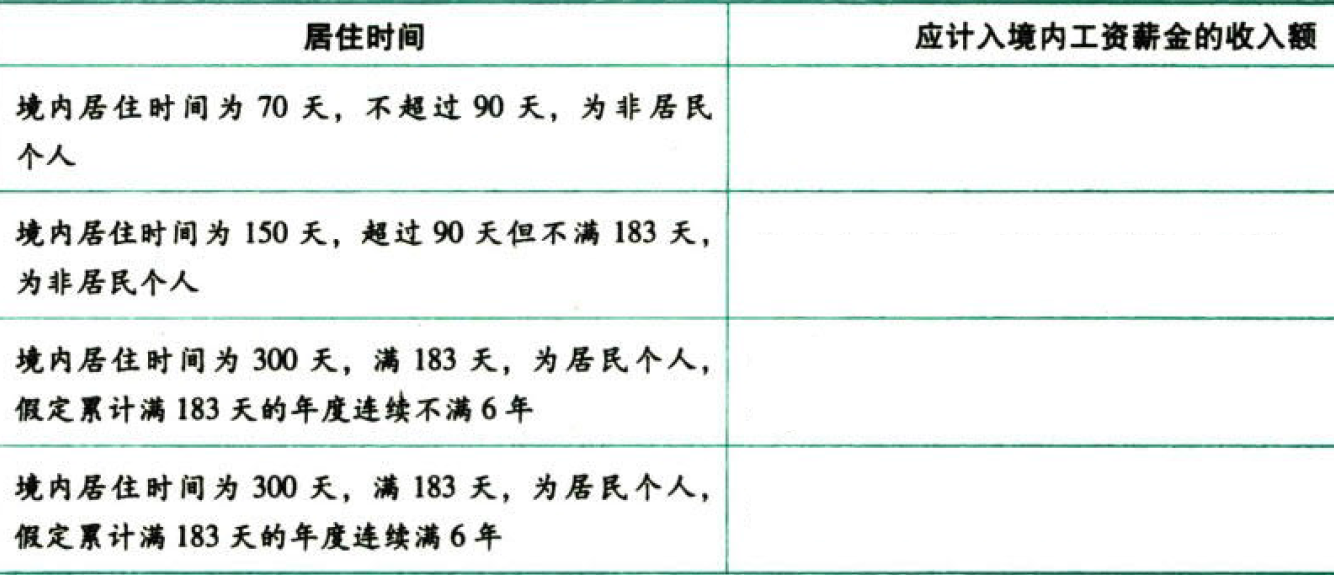 居住时间
应计入境内工资薪金的收入额
境内居住时间为 70 天，不超过 90 天，为非居民
个人
境内居住时间为 150 天，超过 90 天但不满 183 天，
为非居民个人
境内居住时间为 300 天，满 183 天，为居民个人，
假定累计满 183 天的年度连续不满 6 年
境内居住时间为 300 天，满 183 天，为居民个人，
假定累计满 183 天的年度连续满 6 年